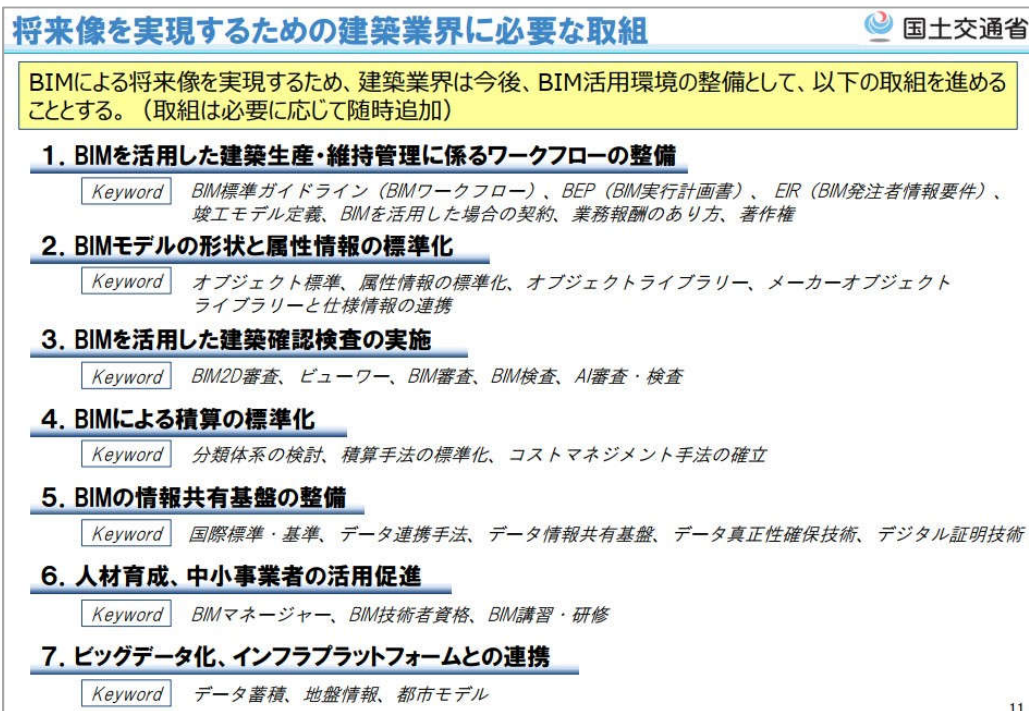 将来像を実現するための建築業界に必要な取組
国土交通省
BIMによる将来像を実現するため、建築業界は今後、BIM活用環境の整備として、以下の取組を進める
こととする。（取組は必要に応じて随時追加）
1. BIMを活用した建築生産・維持管理に係るワークフローの整備
Keyword BIM標準ガイドライン（BIMワークフロー）、BEP（BIM実行計画書）、EIR（BIM発注者情報要件）、
竣工モデル定義、BIMを活用した場合の契約、業務報酬のあり方、著作権
2. BIMモデルの形状と属性情報の標準化
Keyword オブジェクト標準、属性情報の標準化、オブジェクトライブラリー、メーカーオブジェクト
ライブラリーと仕様情報の連携
3. BIMを活用した建築確認検査の実施
Keyword BIM2D審査、ビューワー、BIM審査、BIM検査、AI審査・検査
4. BIMによる積算の標準化
Keyword 分類体系の検討、積算手法の標準化、コストマネジメント手法の確立
5. BIMの情報共有基盤の整備
Keyword 国際標準・基準、データ連携手法、データ情報共有基盤、データ真正性確保技術、デジタル証明技術
6. 人材育成、中小事業者の活用促進
Keyword BIMマネージャー、BIM技術者資格、BIM講習・研修
7. ビッグデータ化、インフラプラットフォームとの連携
Keyword データ蓄積、地盤情報、都市モデル
11